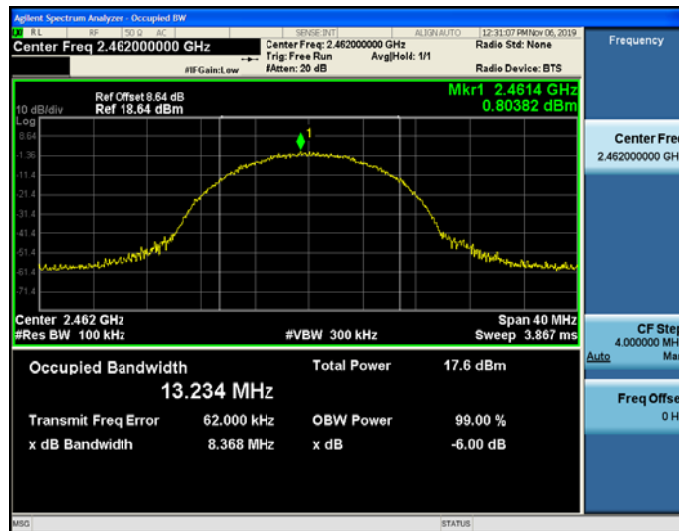 Agilent Spectrum Analyzer - Occupied BW
RL RF 50 Ω AC SENSE:INT ALIGN AUTO 12:31:07 PM Nov 06, 2019
Center Freq 2.462000000 GHz
Center Freq: 2.462000000 GHz
Radio Std: None
Trig: Free Run Avg|Hold: 1/1
#IFGain:Low #Atten: 20 dB Radio Device: BTS
Frequency
Ref Offset 8.64 dB
10 dB/div Ref 18.64 dBm
Mkr1 2.4614 GHz
0.80382 dBm
Log
8.64
-1.36
-11.4
-21.4
-31.4
-41.4
-51.4
-61.4
-71.4
1
Center 2.462 GHz Span 40 MHz
#Res BW 100 kHz #VBW 300 kHz Sweep 3.867 ms
Occupied Bandwidth Total Power 17.6 dBm
13.234 MHz
Transmit Freq Error 62.000 kHz OBW Power 99.00 %
x dB Bandwidth 8.368 MHz x dB -6.00 dB
Center Fre
2.462000000 GH
CF Step
4.000000 MH
Auto Ma
Freq Offse
0 H
MSG STATUS